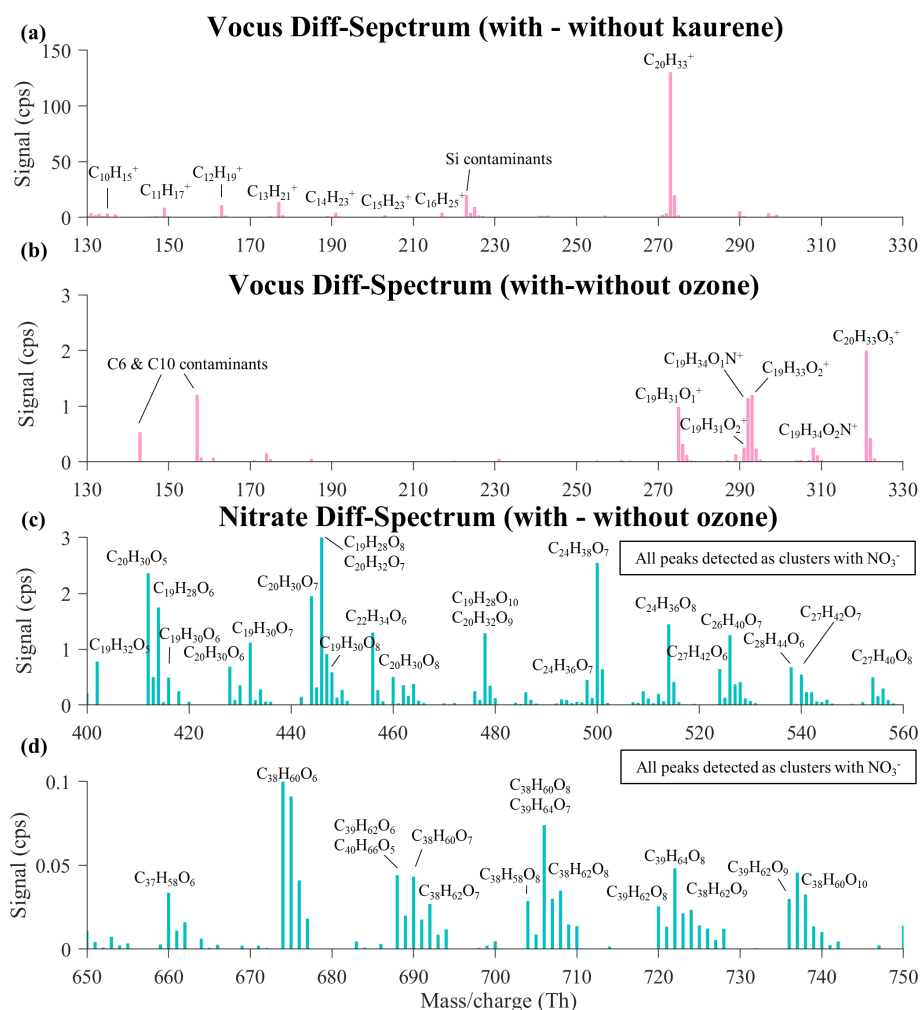 (a)
Vocus Diff-Sepctrum (with - without kaurene)
Signal (cps)
150
100
50
0
C₂₀H₃₃⁺
Si contaminants
C₁₀H₁₅⁺
C₁₁H₁₇⁺
C₁₂H₁₉⁺
C₁₃H₂₁⁺
C₁₄H₂₃⁺
C₁₅H₂₃⁺
C₁₆H₂₅⁺
130 150 170 190 210 230 250 270 290 310 330
(b)
Vocus Diff-Spectrum (with-without ozone)
Signal (cps)
3
2
1
0
C6 & C10 contaminants
C₂₀H₃₃O₃⁺
C₁₉H₃₄O₁N⁺
C₁₉H₃₃O₂⁺
C₁₉H₃₁O₁⁺
C₁₉H₃₁O₂⁺
C₁₉H₃₄O₂N⁺
130 150 170 190 210 230 250 270 290 310 330
(c)
Nitrate Diff-Spectrum (with - without ozone)
Signal (cps)
3
2
1
0
All peaks detected as clusters with NO₃⁻
C₁₉H₃₂O₅
C₂₀H₃₀O₅
C₁₉H₂₈O₆
C₁₉H₃₀O₆
C₂₀H₃₀O₆
C₁₉H₃₀O₇
C₂₀H₃₀O₇
C₁₉H₂₈O₈
C₂₀H₃₂O₇
C₁₉H₃₀O₈
C₂₂H₃₄O₆
C₂₀H₃₀O₈
C₁₉H₂₈O₁₀
C₂₀H₃₂O₉
C₂₄H₃₆O₇
C₂₄H₃₈O₇
C₂₄H₃₆O₈
C₂₇H₄₂O₆
C₂₆H₄₀O₇
C₂₈H₄₄O₆
C₂₇H₄₂O₇
C₂₇H₄₀O₈
400 420 440 460 480 500 520 540 560
(d)
Signal (cps)
0.1
0.05
0
All peaks detected as clusters with NO₃⁻
C₃₇H₅₈O₆
C₃₈H₆₀O₆
C₃₉H₆₂O₆
C₄₀H₆₆O₅
C₃₈H₆₀O₇
C₃₈H₆₂O₇
C₃₈H₅₈O₈
C₃₈H₆₀O₈
C₃₉H₆₄O₇
C₃₈H₆₂O₈
C₃₉H₆₂O₈
C₃₉H₆₄O₈
C₃₈H₆₂O₉
C₃₉H₆₂O₉
C₃₈H₆₀O₁₀
650 660 670 680 690 700 710 720 730 740 750
Mass/charge (Th)